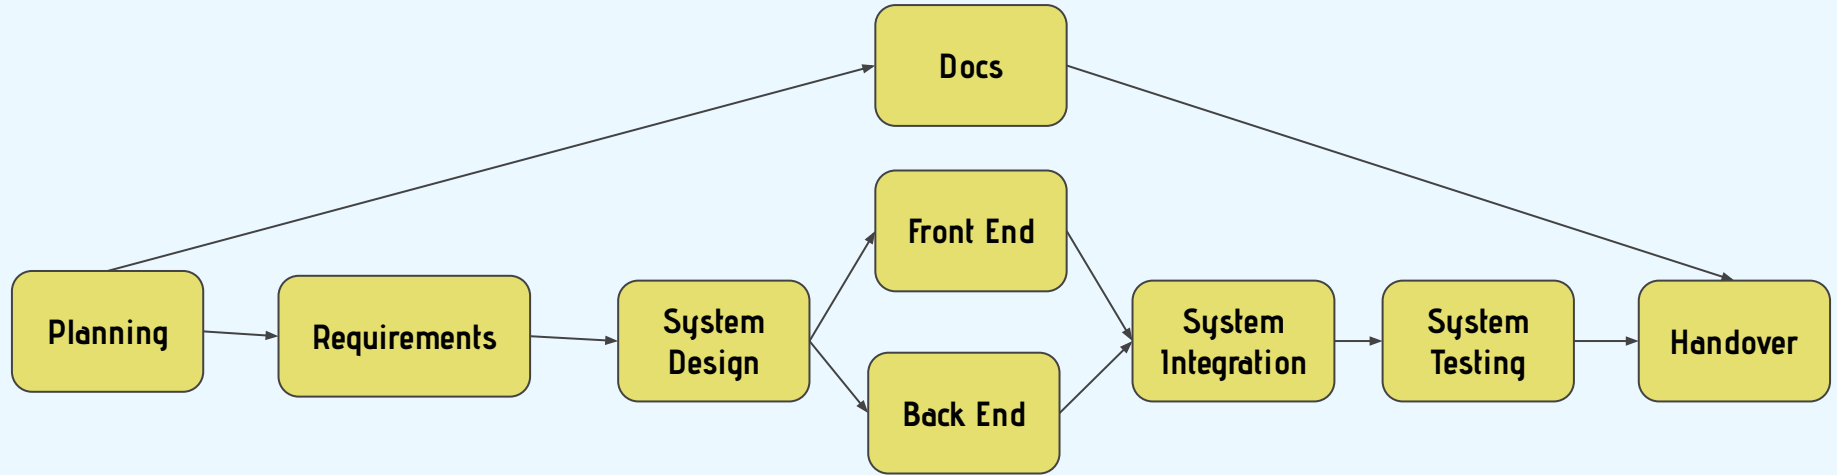 Docs
Front End
Planning
Requirements
System
Design
Back End
System
Integration
System
Testing
Handover